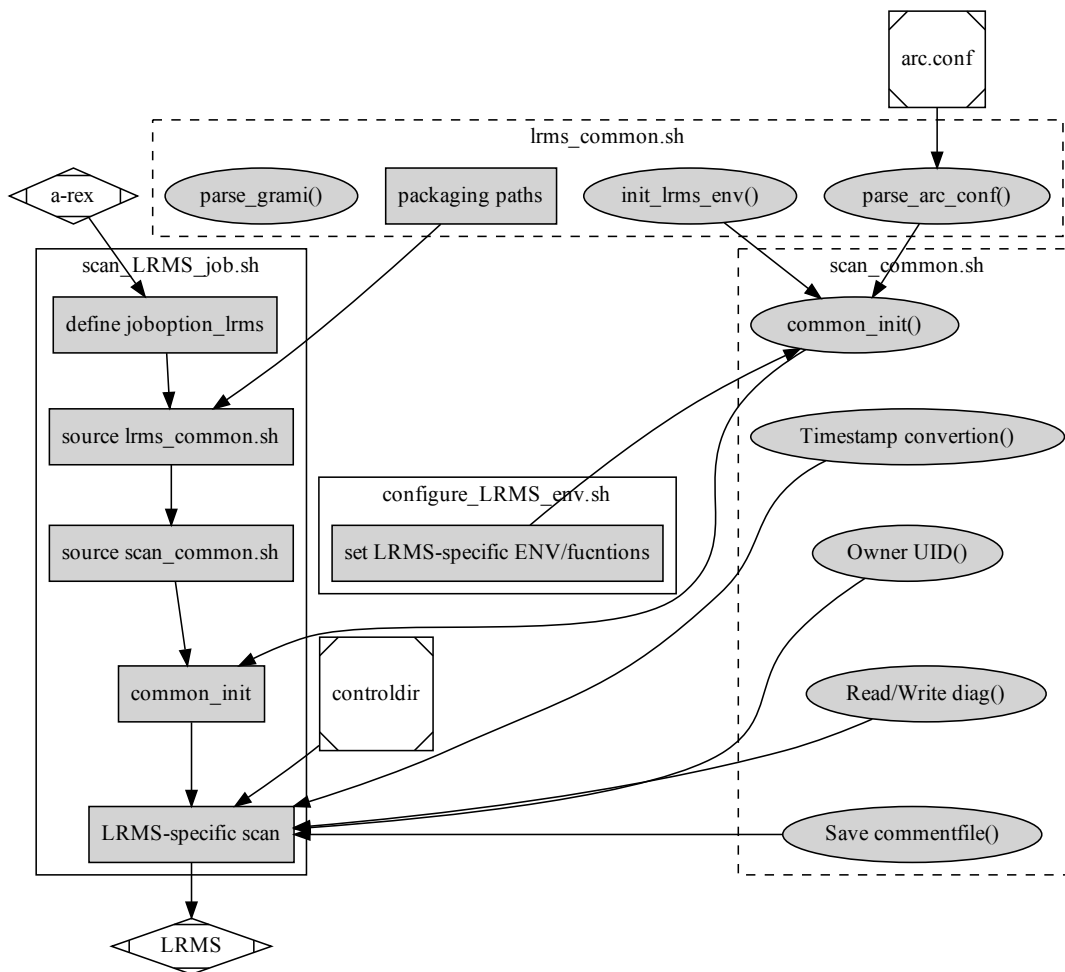 arc.conf
lrms_common.sh
parse_grami()
packaging paths
init_lrms_env()
parse_arc_conf()
a-rex
scan_LRMS_job.sh
scan_common.sh
define joboption_lrms
common_init()
source lrms_common.sh
Timestamp convertion()
configure_LRMS_env.sh
source scan_common.sh
set LRMS-specific ENV/fucntions
Owner UID()
common_init
controldir
Read/Write diag()
LRMS-specific scan
Save commentfile()
LRMS